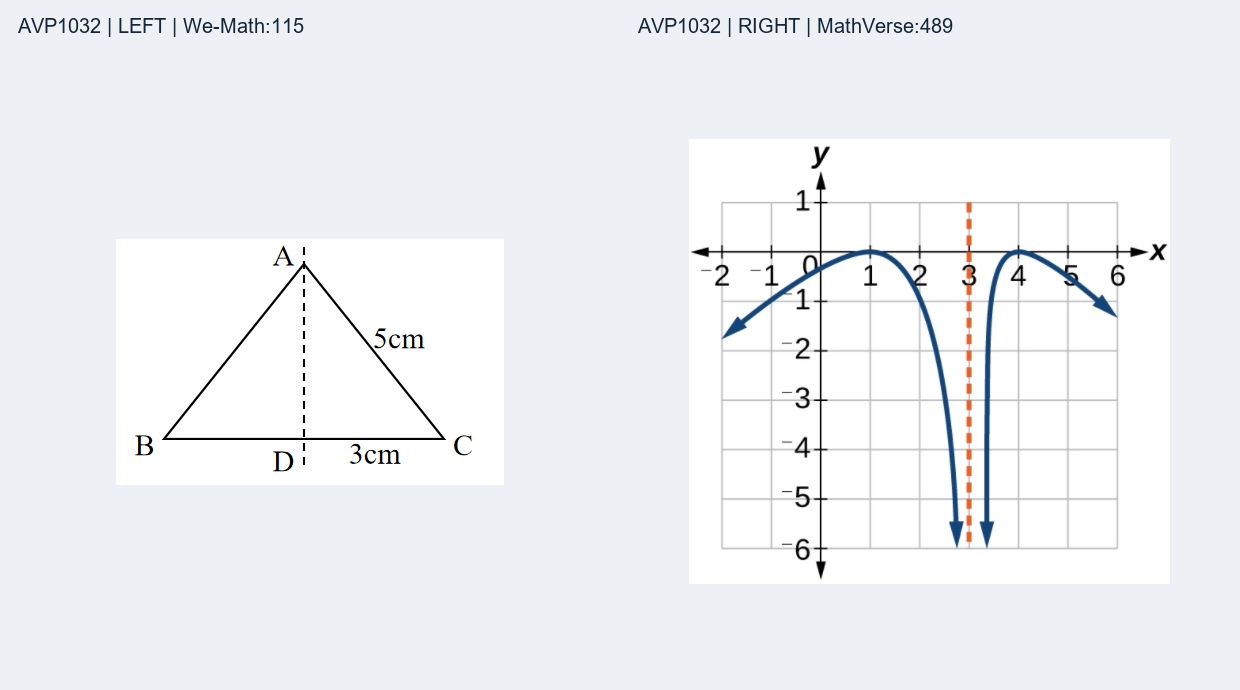 AVP1032 | LEFT | We-Math:115
AVP1032 | RIGHT | MathVerse:489
A
5cm
B
D
3cm
C
y
1
x
-2 -1 0 1 2 3 4 5 6
-1
-2
-3
-4
-5
-6